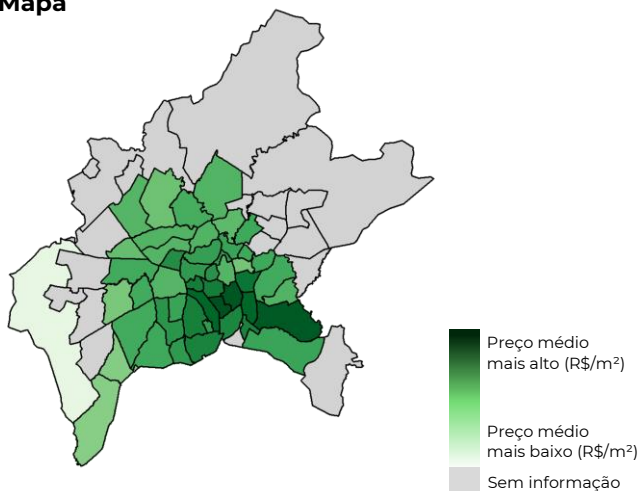 Mapa
Preço médio
mais alto (R$/m²)
Preço médio
mais baixo (R$/m²)
Sem informação